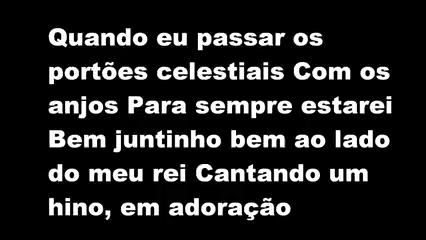 Quando eu passar os
portões celestiais Com os
anjos Para sempre estarei
Bem juntinho bem ao lado
do meu rei Cantando um
hino, em adoração